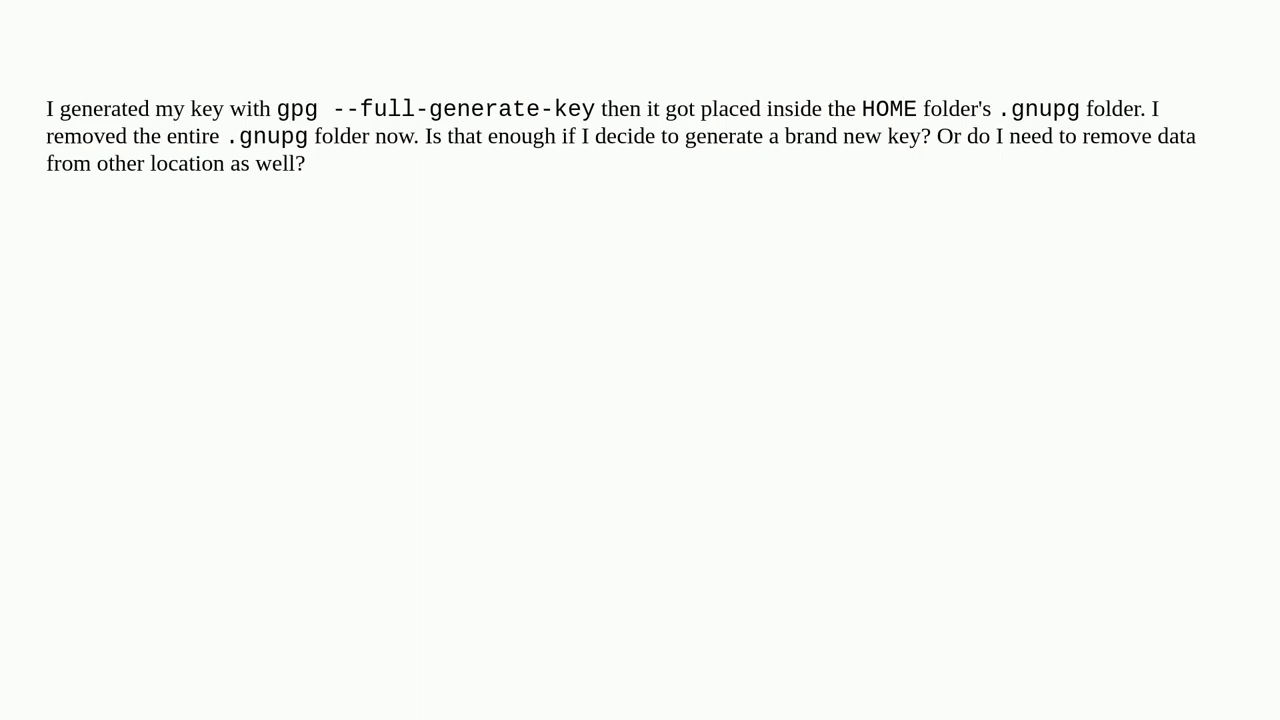 I generated my key with gpg --full-generate-key then it got placed inside the HOME folder's .gnupg folder. I
removed the entire .gnupg folder now. Is that enough if I decide to generate a brand new key? Or do I need to remove data
from other location as well?